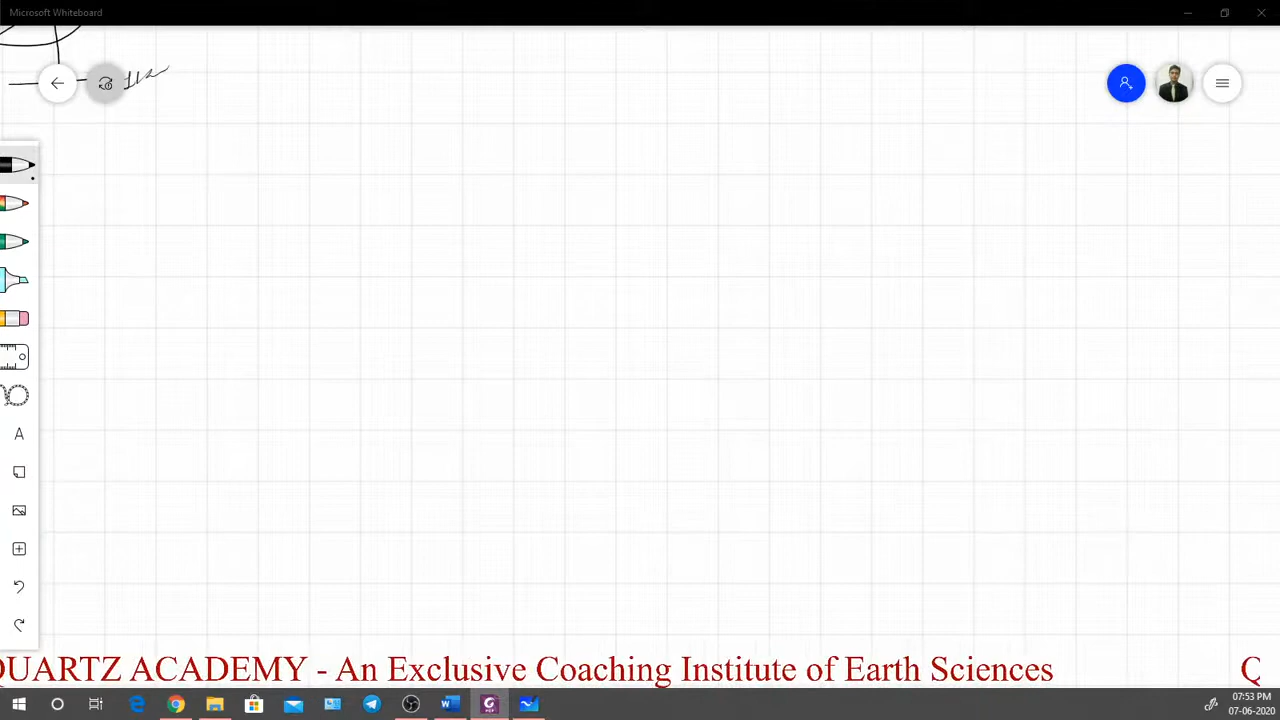 Microsoft Whiteboard
A
QUARTZ ACADEMY - An Exclusive Coaching Institute of Earth Sciences
Q
07:53 PM
07-06-2020